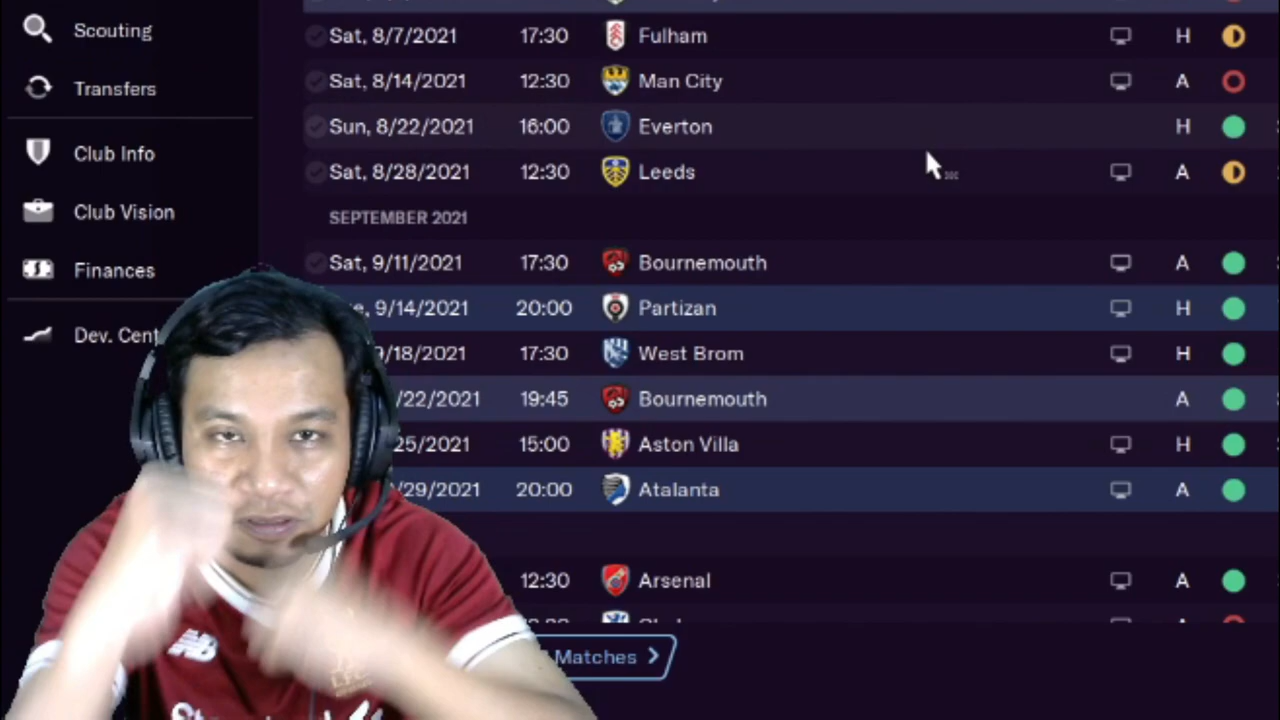 Scouting
Transfers
Club Info
Club Vision
Finances
Dev. Cent
Sat, 8/7/2021 17:30 Fulham H
Sat, 8/14/2021 12:30 Man City A
Sun, 8/22/2021 16:00 Everton H
Sat, 8/28/2021 12:30 Leeds A
SEPTEMBER 2021
Sat, 9/11/2021 17:30 Bournemouth A
e, 9/14/2021 20:00 Partizan H
9/18/2021 17:30 West Brom H
/22/2021 19:45 Bournemouth A
25/2021 15:00 Aston Villa H
/29/2021 20:00 Atalanta A
12:30 Arsenal A
Matches
NB